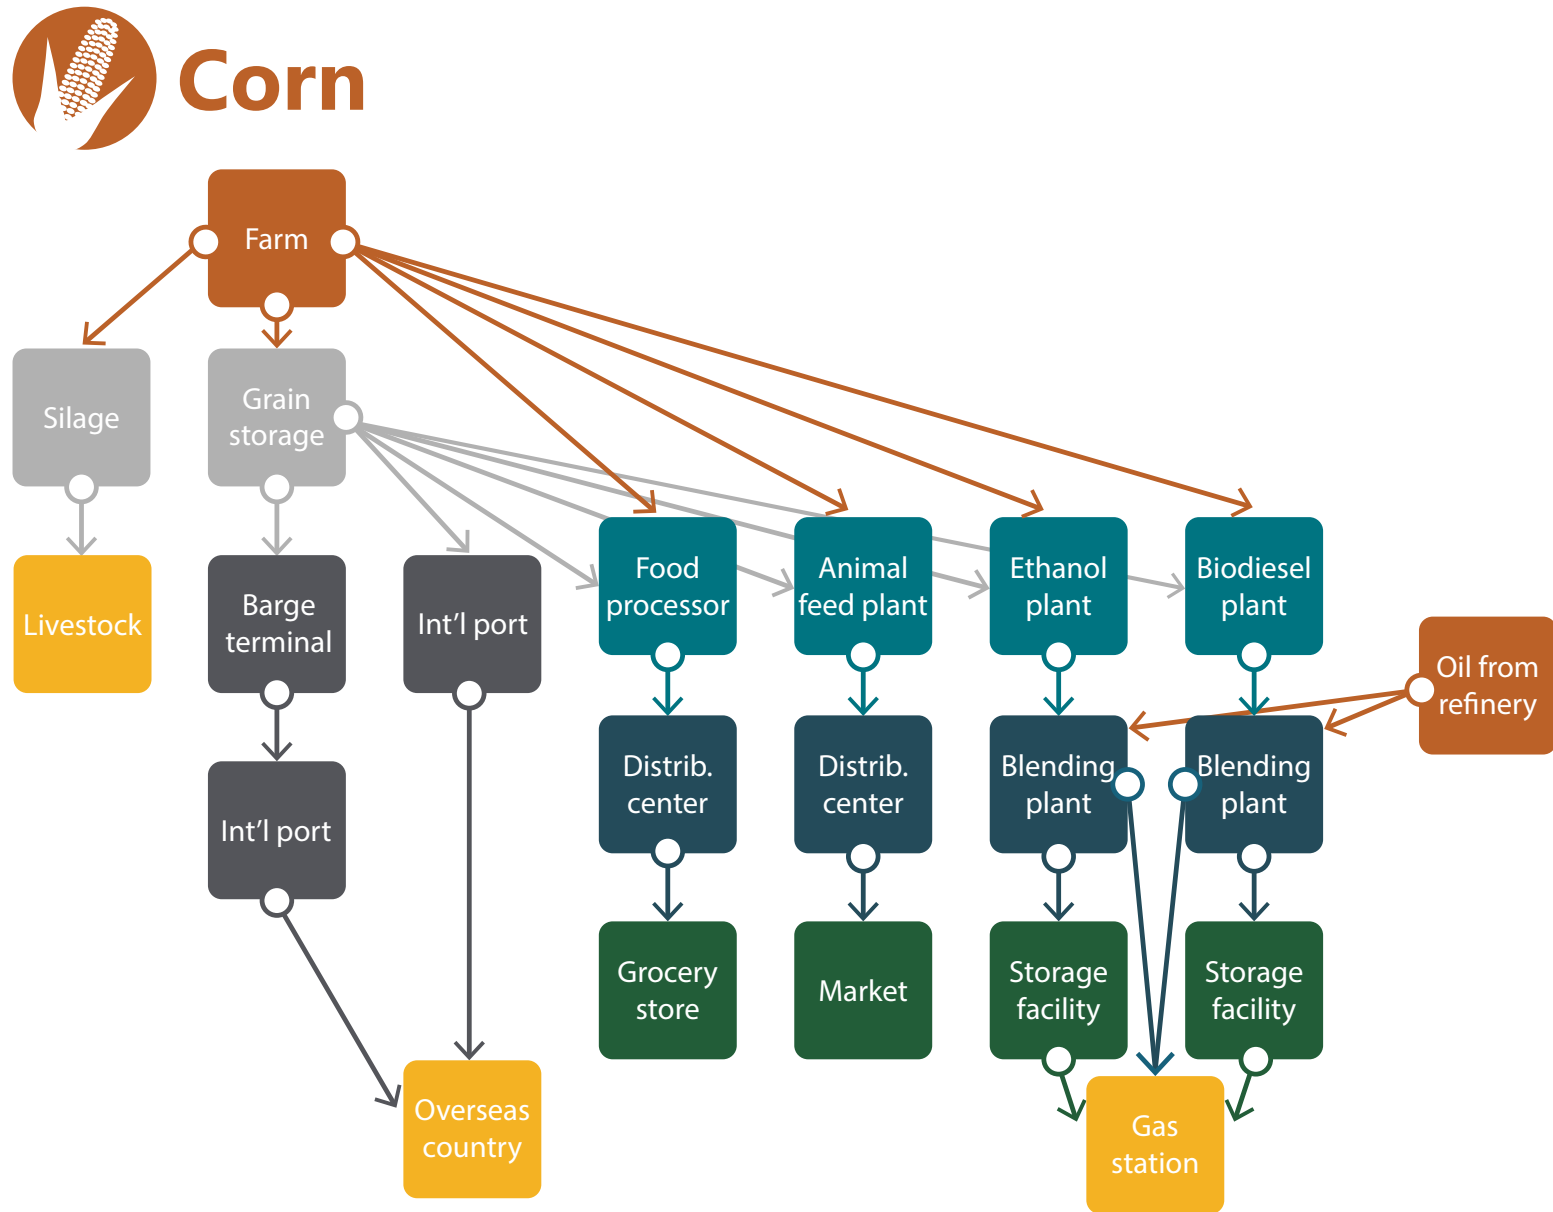 Corn
Farm
Silage
Grain
storage
Livestock
Barge
terminal
Int'l port
Food
processor
Animal
feed plant
Ethanol
plant
Biodiesel
plant
Oil from
refinery
Int'l port
Distrib.
center
Distrib.
center
Blending
plant
Blending
plant
Grocery
store
Market
Storage
facility
Storage
facility
Overseas
country
Gas
station